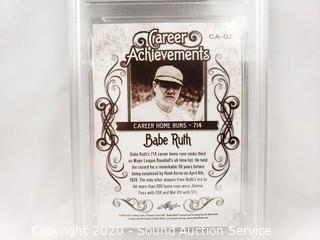 Career
CA-02
Achievements
CAREER HOME RUNS - 714
Babe Ruth
Babe Ruth's 714 career home runs ranks third
on Major League Baseball's all-time list. He held
the record for a remarkable 39 years before
being surpassed by Hank Aaron on April 8th,
1974. The only other players from Ruth's era to
hit more than 500 home runs were Jimmie
Foxx with 534 and Mel Ott with 511.
Leaf
Copyright 2020 - Sound Auction Service